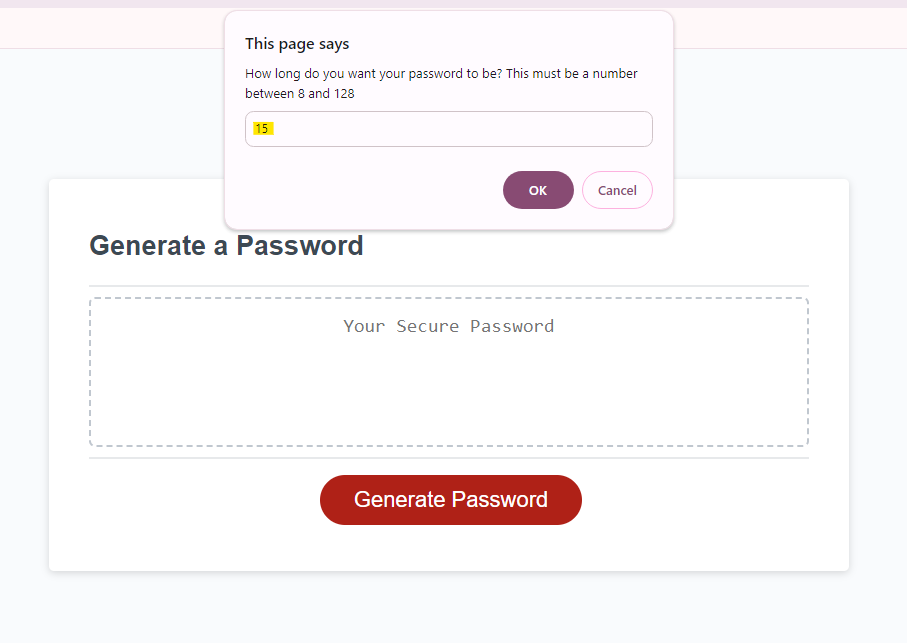 This page says
How long do you want your password to be? This must be a number
between 8 and 128
15
OK
Cancel
Generate a Password
Your Secure Password
Generate Password